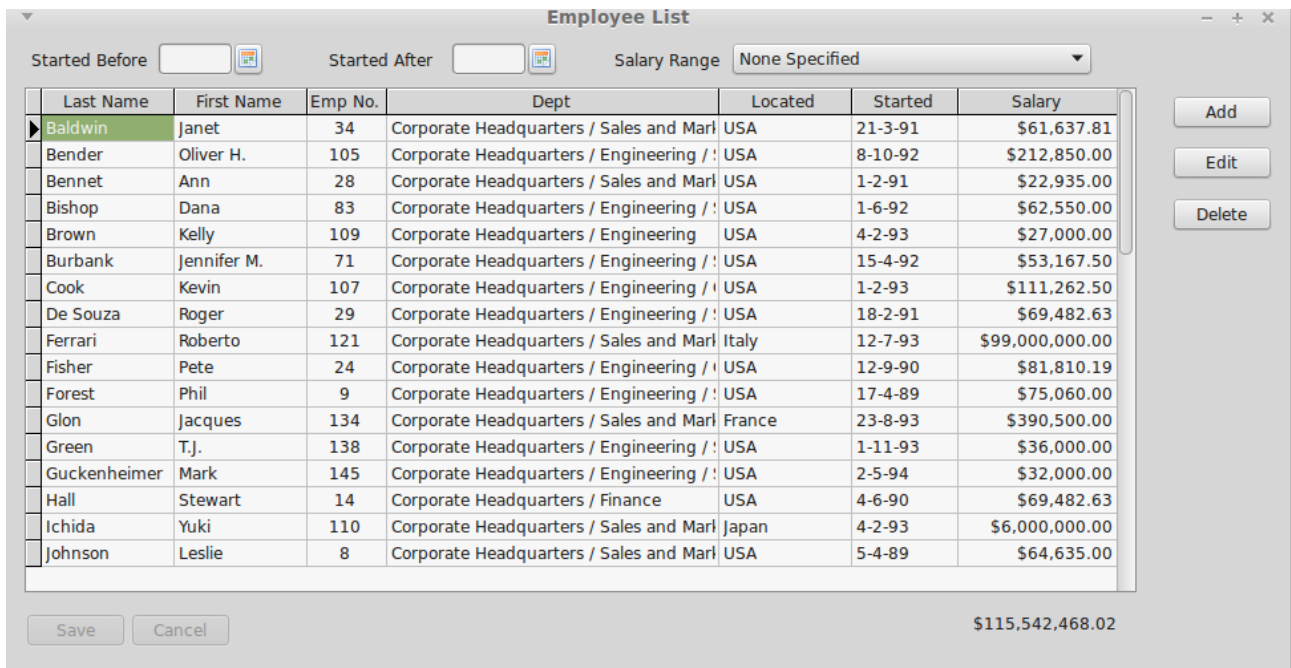 Employee List
Started Before Started After Salary Range None Specified
Last Name First Name Emp No. Dept Located Started Salary
Baldwin Janet 34 Corporate Headquarters / Sales and Mark USA 21-3-91 $61,637.81
Bender Oliver H. 105 Corporate Headquarters / Engineering / USA 8-10-92 $212,850.00
Bennet Ann 28 Corporate Headquarters / Sales and Mark USA 1-2-91 $22,935.00
Bishop Dana 83 Corporate Headquarters / Engineering / USA 1-6-92 $62,550.00
Brown Kelly 109 Corporate Headquarters / Engineering USA 4-2-93 $27,000.00
Burbank Jennifer M. 71 Corporate Headquarters / Engineering / USA 15-4-92 $53,167.50
Cook Kevin 107 Corporate Headquarters / Engineering / USA 1-2-93 $111,262.50
De Souza Roger 29 Corporate Headquarters / Engineering / USA 18-2-91 $69,482.63
Ferrari Roberto 121 Corporate Headquarters / Sales and Mark Italy 12-7-93 $99,000,000.00
Fisher Pete 24 Corporate Headquarters / Engineering / USA 12-9-90 $81,810.19
Forest Phil 9 Corporate Headquarters / Engineering / USA 17-4-89 $75,060.00
Glon Jacques 134 Corporate Headquarters / Sales and Mark France 23-8-93 $390,500.00
Green T.J. 138 Corporate Headquarters / Engineering / USA 1-11-93 $36,000.00
Guckenheimer Mark 145 Corporate Headquarters / Engineering / USA 2-5-94 $32,000.00
Hall Stewart 14 Corporate Headquarters / Finance USA 4-6-90 $69,482.63
Ichida Yuki 110 Corporate Headquarters / Sales and Mark Japan 4-2-93 $6,000,000.00
Johnson Leslie 8 Corporate Headquarters / Sales and Mark USA 5-4-89 $64,635.00
Add
Edit
Delete
Save Cancel $115,542,468.02